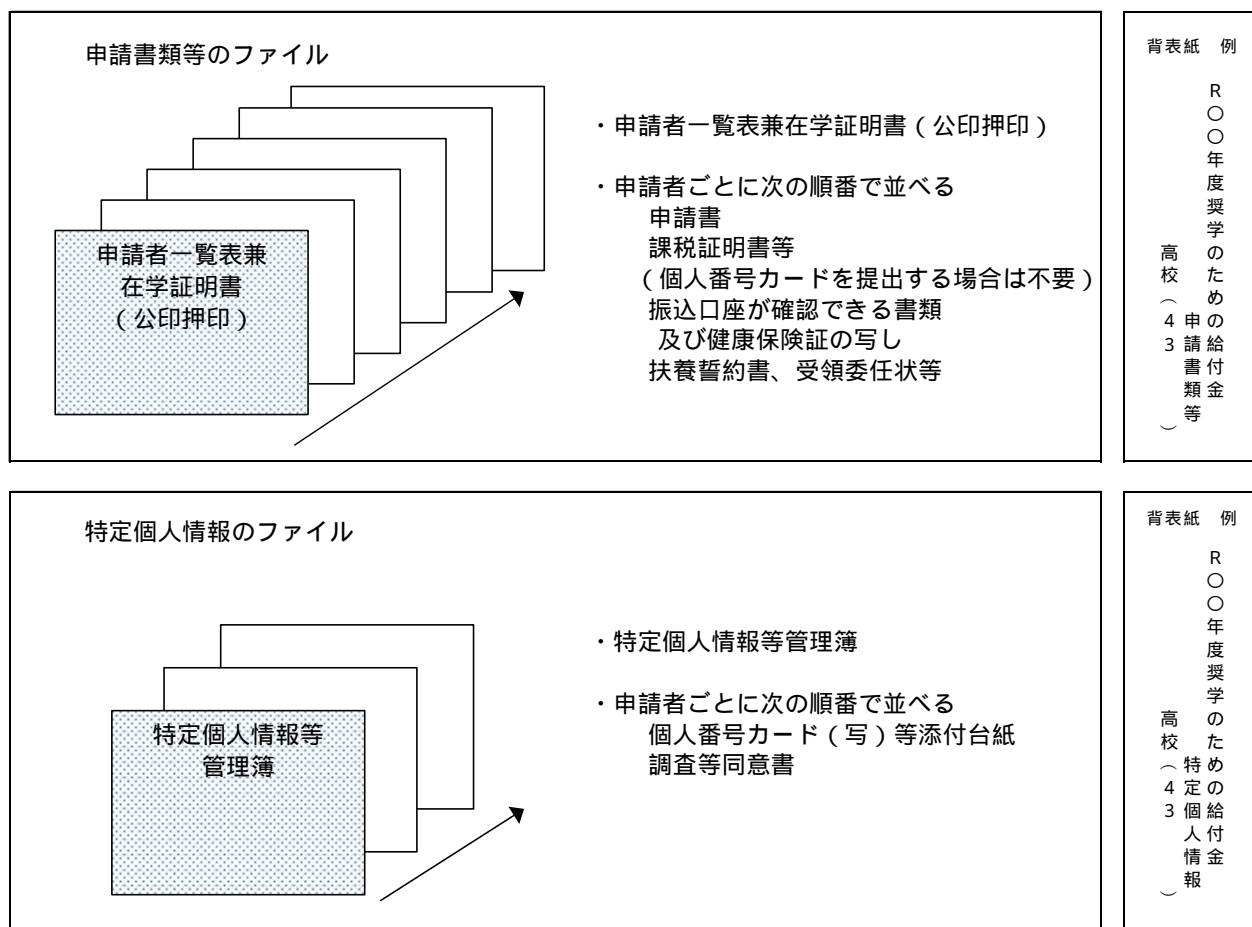 申請書類等のファイル
申請者一覧表兼
在学証明書
(公印押印)
・申請者一覧表兼在学証明書(公印押印)
・申請者ごとに次の順番で並べる
申請書
課税証明書等
(個人番号カードを提出する場合は不要)
振込口座が確認できる書類
及び健康保険証の写し
扶養誓約書、受領委任状等
背表紙 例
R〇〇年度奨学のための給付金
申請書類等
高校(43 )
特定個人情報のファイル
特定個人情報等
管理簿
・特定個人情報等管理簿
・申請者ごとに次の順番で並べる
個人番号カード(写)等添付台紙
調査等同意書
背表紙 例
R〇〇年度奨学のための給付金
特定個人情報
高校(43 )